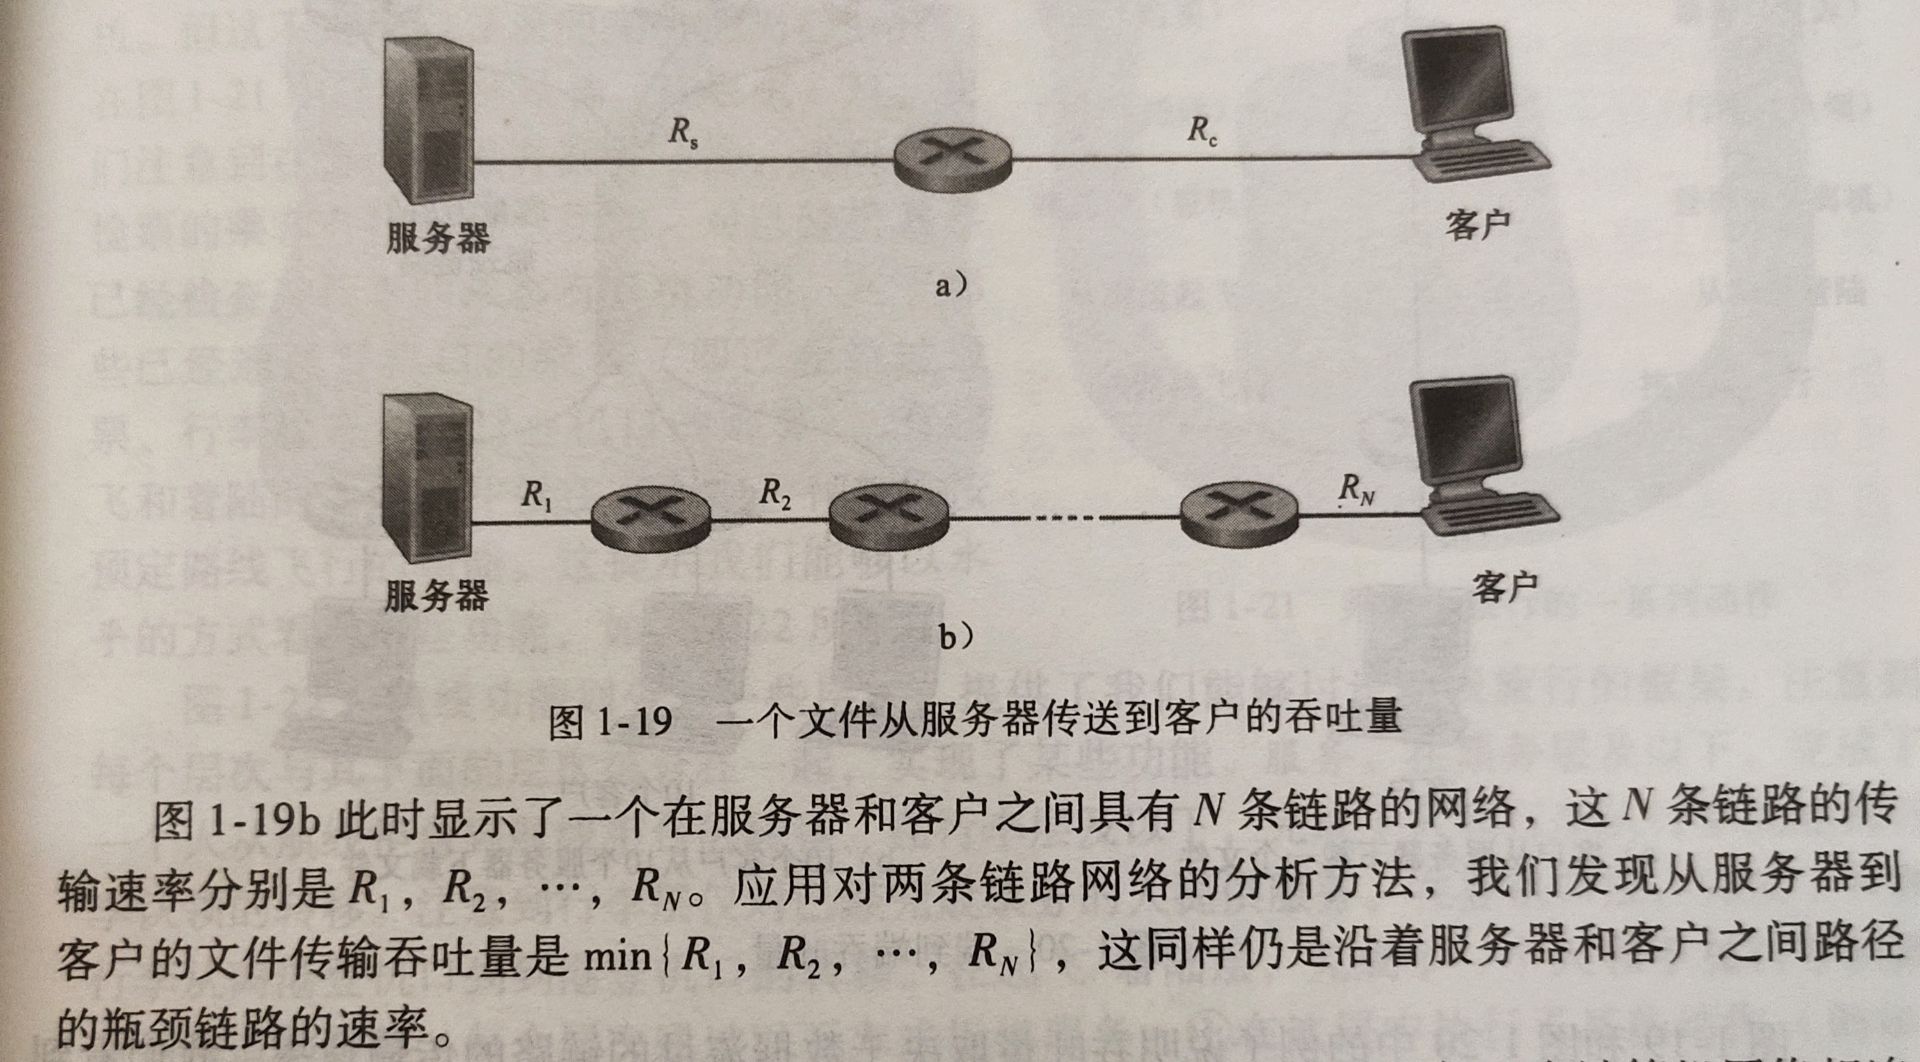 R_s
R_c
服务器
客户
a）
R_1
R_2
R_N
服务器
客户
b）
图 1-19　一个文件从服务器传送到客户的吞吐量
图 1-19b 此时显示了一个在服务器和客户之间具有 N 条链路的网络，这 N 条链路的传
输速率分别是 R_1，R_2，…，R_N。应用对两条链路网络的分析方法，我们发现从服务器到
客户的文件传输吞吐量是 min{R_1，R_2，…，R_N}，这同样仍是沿着服务器和客户之间路径
的瓶颈链路的速率。